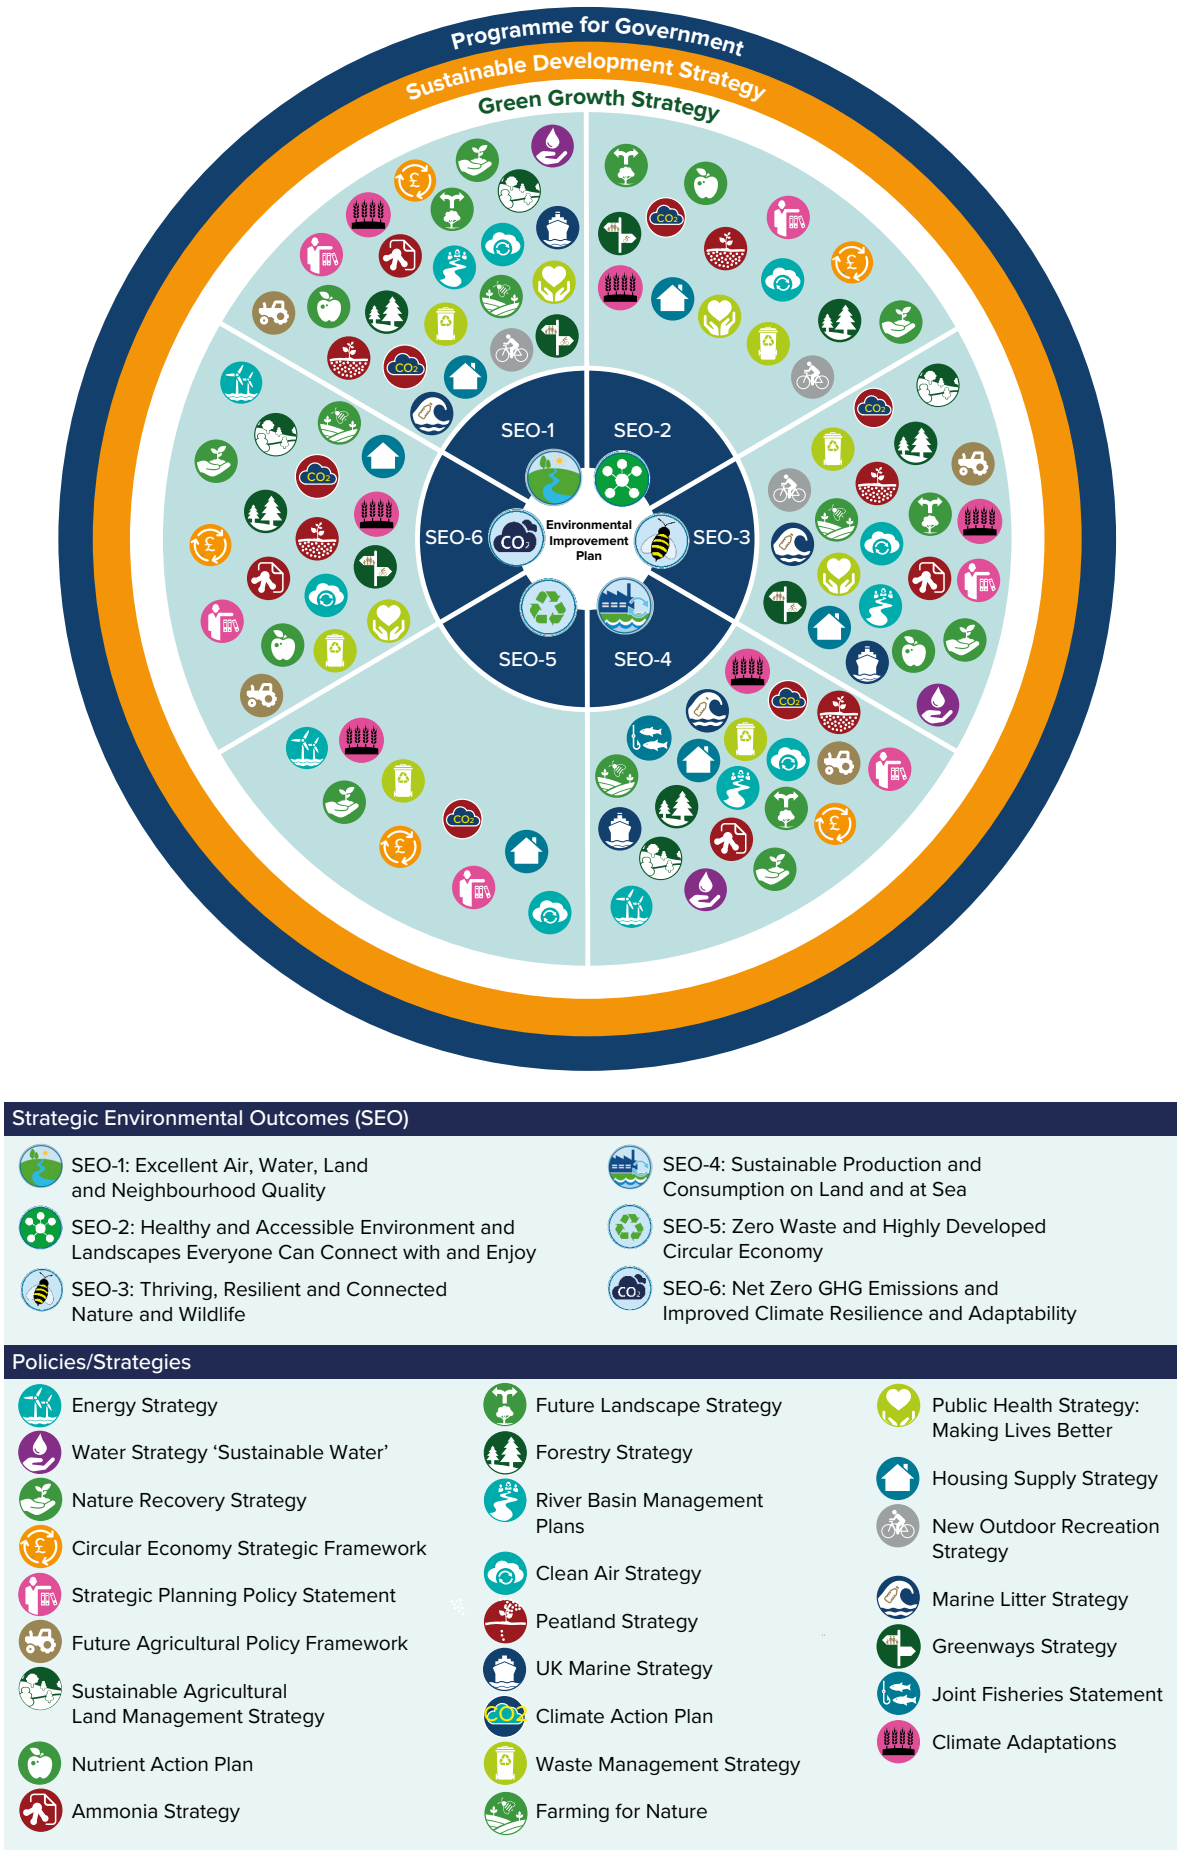 Programme for Government
Sustainable Development Strategy
Green Growth Strategy
SEO-1
SEO-2
SEO-6
Environmental
Improvement
Plan
SEO-3
SEO-5
SEO-4
Strategic Environmental Outcomes (SEO)
SEO-1: Excellent Air, Water, Land
and Neighbourhood Quality
SEO-2: Healthy and Accessible Environment and
Landscapes Everyone Can Connect with and Enjoy
SEO-3: Thriving, Resilient and Connected
Nature and Wildlife
SEO-4: Sustainable Production and
Consumption on Land and at Sea
SEO-5: Zero Waste and Highly Developed
Circular Economy
SEO-6: Net Zero GHG Emissions and
Improved Climate Resilience and Adaptability
Policies/Strategies
Energy Strategy
Water Strategy ‘Sustainable Water’
Nature Recovery Strategy
Circular Economy Strategic Framework
Strategic Planning Policy Statement
Future Agricultural Policy Framework
Sustainable Agricultural
Land Management Strategy
Nutrient Action Plan
Ammonia Strategy
Future Landscape Strategy
Forestry Strategy
River Basin Management
Plans
Clean Air Strategy
Peatland Strategy
UK Marine Strategy
CO2
Climate Action Plan
Waste Management Strategy
Farming for Nature
Public Health Strategy:
Making Lives Better
Housing Supply Strategy
New Outdoor Recreation
Strategy
Marine Litter Strategy
Greenways Strategy
Joint Fisheries Statement
Climate Adaptations